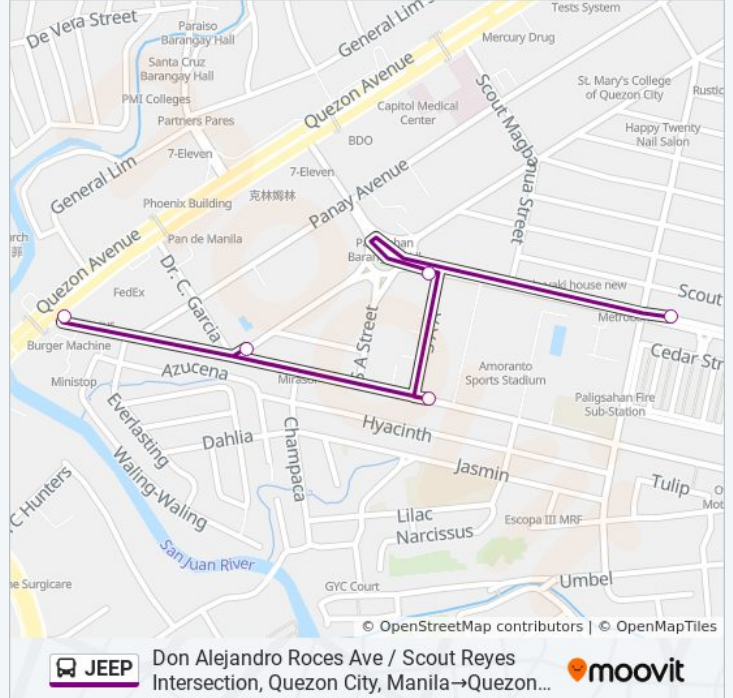 De Vera Street
Paraiso
Barangay Hall
General Lim
Tests System
Mercury Drug
Santa Cruz
Barangay Hall
PMI Colleges
Quezon Avenue
Capitol Medical
Center
Scout Magbanua Street
St. Mary's College
of Quezon City
Rustic
Partners Pares
BDO
Happy Twenty
Nail Salon
7-Eleven
7-Eleven
General Lim
Phoenix Building
克林姆林
Panay Avenue
Pan de Manila
Quezon Avenue
Dr. C. Garcia
FedEx
house new
Scout
Burger Machine
S A Street
Cedar Str
Azucena
Ministop
Amoranto
Sports Stadium
Paligsahan Fire
Sub-Station
Everlasting
Champaca
Hyacinth
Dahlia
Waling-Waling
Jasmin
Tulip
C Hunters
Lilac
Narcissus
Escopa III MRF
San Juan River
e Surgicare
GYC Court
Umbel
© OpenStreetMap contributors | © OpenMapTiles
JEEP
Don Alejandro Roces Ave / Scout Reyes
Intersection, Quezon City, Manila→Quezon...
moovit